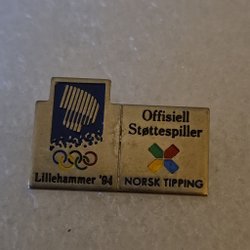 Lillehammer '94
Offisiell
Støttespiller
NORSK TIPPING